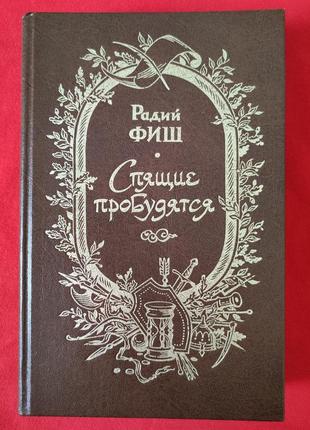 Радий
ФИШ
•
Спящие
пробудятся